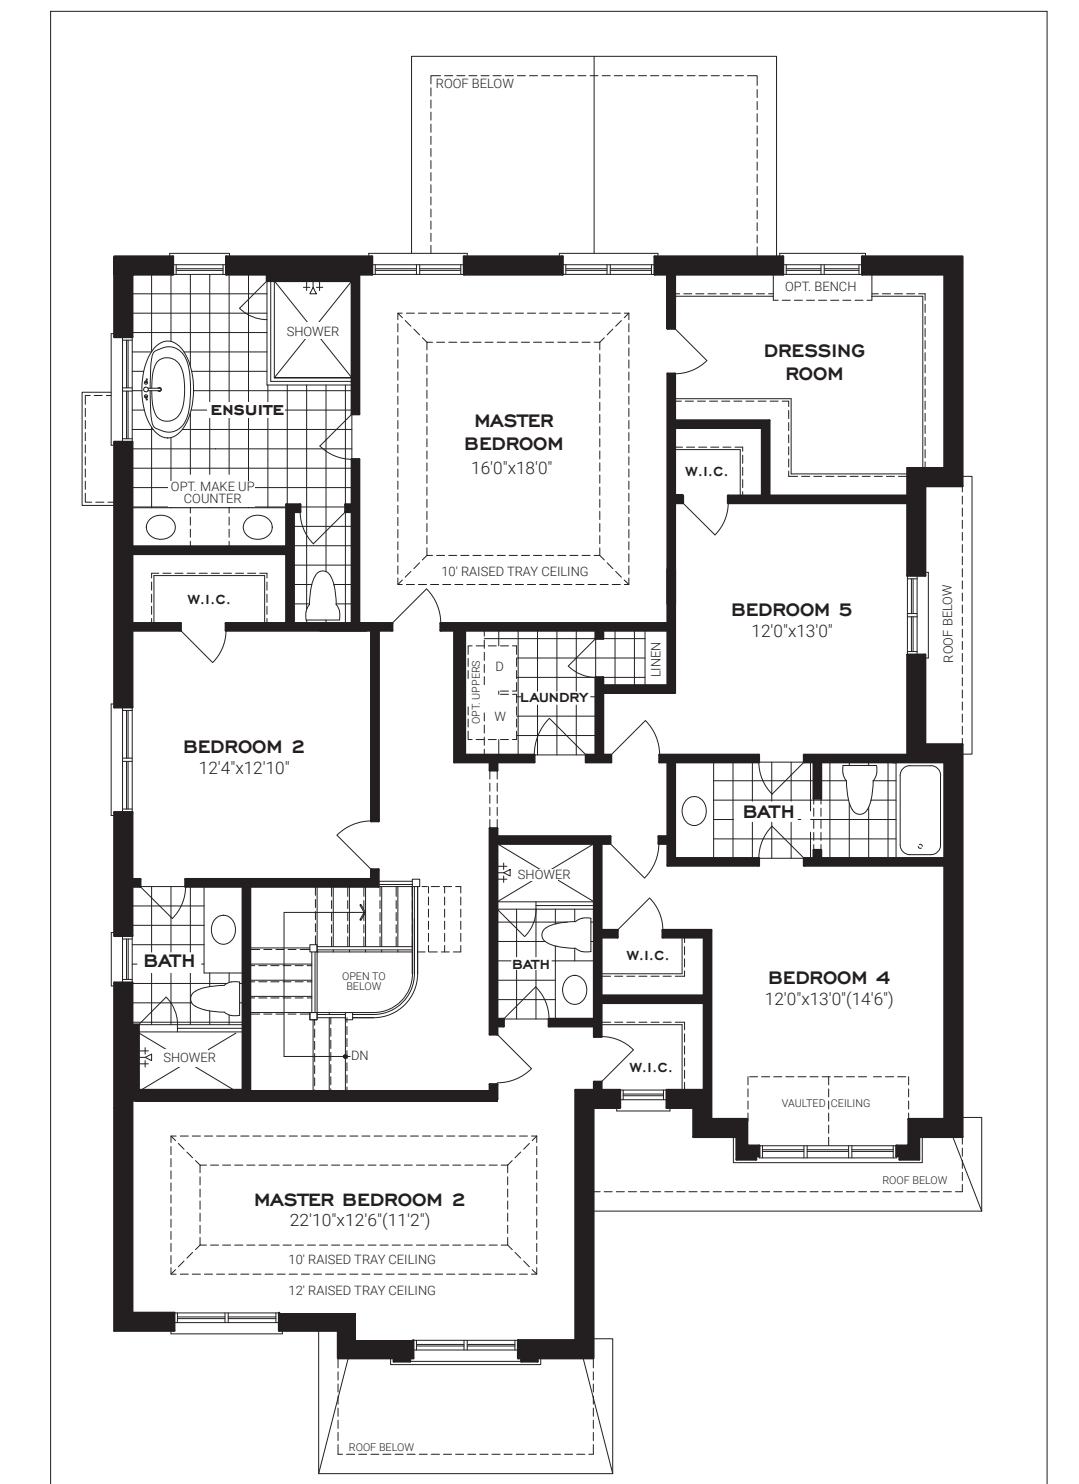 ROOF BELOW
OPT. BENCH
SHOWER
DRESSING
ROOM
ENSUITE
MASTER
BEDROOM
16'0"x18'0"
W.I.C.
OPT. MAKE UP
COUNTER
10' RAISED TRAY CEILING
W.I.C.
BEDROOM 5
12'0"x13'0"
ROOF BELOW
OPT. UPPERS
D
W
LAUNDRY
LINEN
BEDROOM 2
12'4"x12'10"
BATH
SHOWER
BATH
OPEN TO
BELOW
BATH
W.I.C.
BEDROOM 4
12'0"x13'0"(14'6")
SHOWER
DN
W.I.C.
VAULTED CEILING
ROOF BELOW
MASTER BEDROOM 2
22'10"x12'6"(11'2")
10' RAISED TRAY CEILING
12' RAISED TRAY CEILING
ROOF BELOW